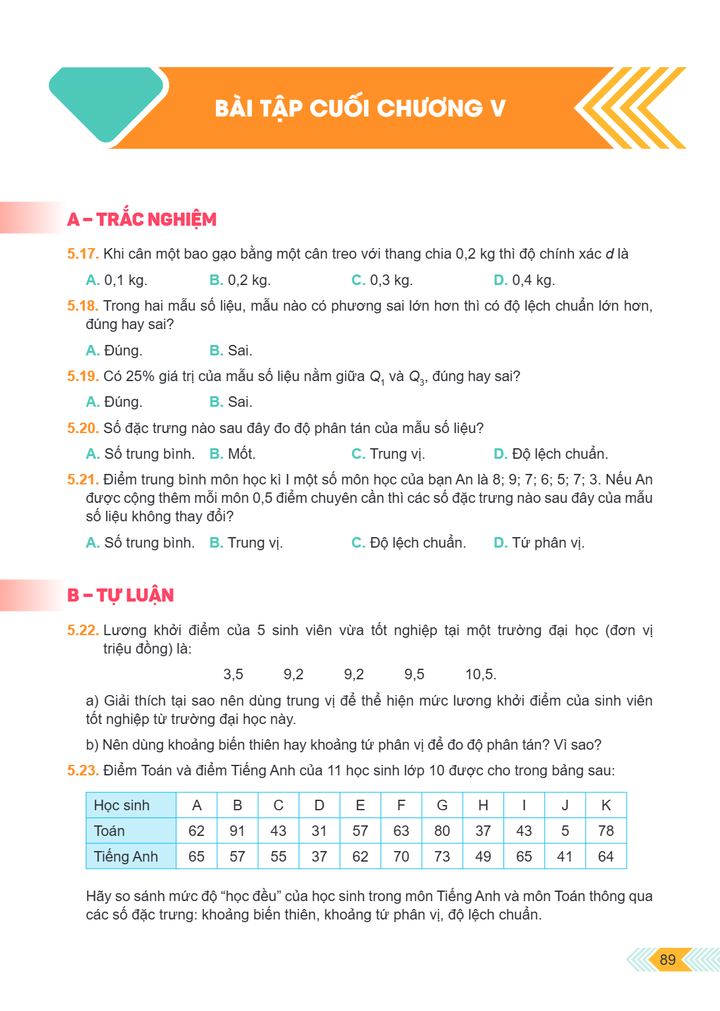 BÀI TẬP CUỐI CHƯƠNG V
A – TRẮC NGHIỆM
5.17. Khi cân một bao gạo bằng một cân treo với thang chia 0,2 kg thì độ chính xác d là
A. 0,1 kg. B. 0,2 kg. C. 0,3 kg. D. 0,4 kg.
5.18. Trong hai mẫu số liệu, mẫu nào có phương sai lớn hơn thì có độ lệch chuẩn lớn hơn,
đúng hay sai?
A. Đúng. B. Sai.
5.19. Có 25% giá trị của mẫu số liệu nằm giữa Q1 và Q3, đúng hay sai?
A. Đúng. B. Sai.
5.20. Số đặc trưng nào sau đây đo độ phân tán của mẫu số liệu?
A. Số trung bình. B. Mốt. C. Trung vị. D. Độ lệch chuẩn.
5.21. Điểm trung bình môn học kì I một số môn học của bạn An là 8; 9; 7; 6; 5; 7; 3. Nếu An
được cộng thêm mỗi môn 0,5 điểm chuyên cần thì các số đặc trưng nào sau đây của mẫu
số liệu không thay đổi?
A. Số trung bình. B. Trung vị. C. Độ lệch chuẩn. D. Tứ phân vị.
B – TỰ LUẬN
5.22. Lương khởi điểm của 5 sinh viên vừa tốt nghiệp tại một trường đại học (đơn vị
triệu đồng) là:
3,5 9,2 9,2 9,5 10,5.
a) Giải thích tại sao nên dùng trung vị để thể hiện mức lương khởi điểm của sinh viên
tốt nghiệp từ trường đại học này.
b) Nên dùng khoảng biến thiên hay khoảng tứ phân vị để đo độ phân tán? Vì sao?
5.23. Điểm Toán và điểm Tiếng Anh của 11 học sinh lớp 10 được cho trong bảng sau:
Học sinh A B C D E F G H I J K
Toán 62 91 43 31 57 63 80 37 43 5 78
Tiếng Anh 65 57 55 37 62 70 73 49 65 41 64
Hãy so sánh mức độ “học đều” của học sinh trong môn Tiếng Anh và môn Toán thông qua
các số đặc trưng: khoảng biến thiên, khoảng tứ phân vị, độ lệch chuẩn.
89